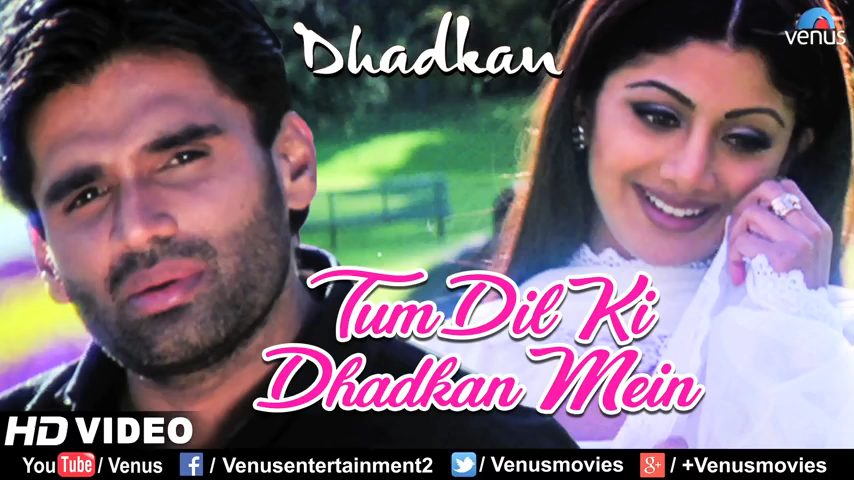 Dhadkan
venus
Tum Dil Ki
Dhadkan Mein
HD VIDEO
YouTube / Venus f / Venusentertainment2 / Venusmovies g+ / +Venusmovies